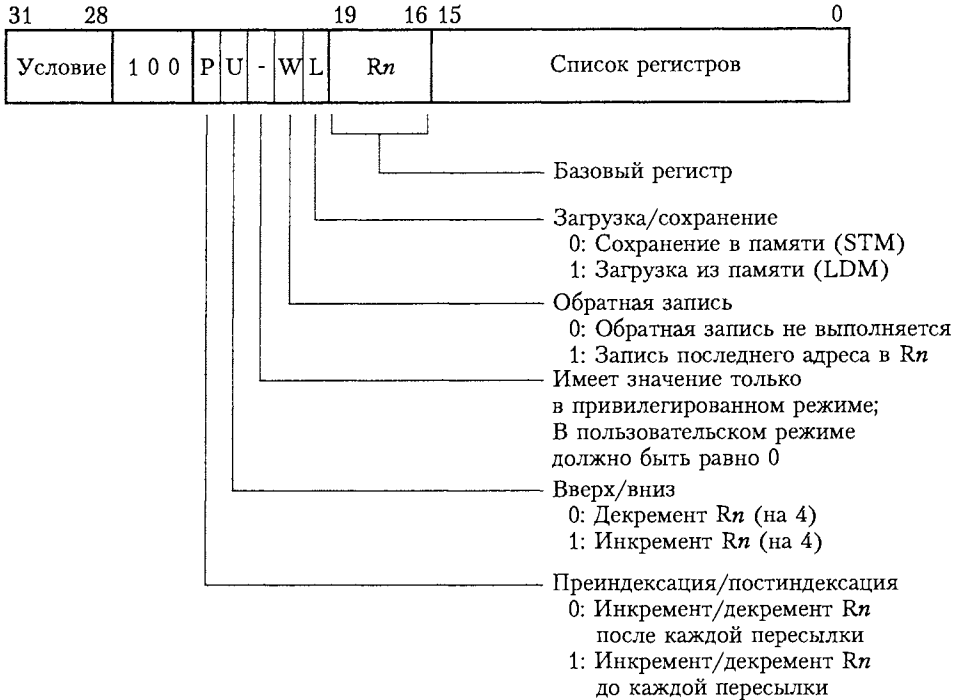 31 28 19 16 15 0
Условие 1 0 0 P U - W L Rn Список регистров
Базовый регистр
Загрузка/сохранение
0: Сохранение в памяти (STM)
1: Загрузка из памяти (LDM)
Обратная запись
0: Обратная запись не выполняется
1: Запись последнего адреса в Rn
Имеет значение только
в привилегированном режиме;
В пользовательском режиме
должно быть равно 0
Вверх/вниз
0: Декремент Rn (на 4)
1: Инкремент Rn (на 4)
Преиндексация/постиндексация
0: Инкремент/декремент Rn
после каждой пересылки
1: Инкремент/декремент Rn
до каждой пересылки